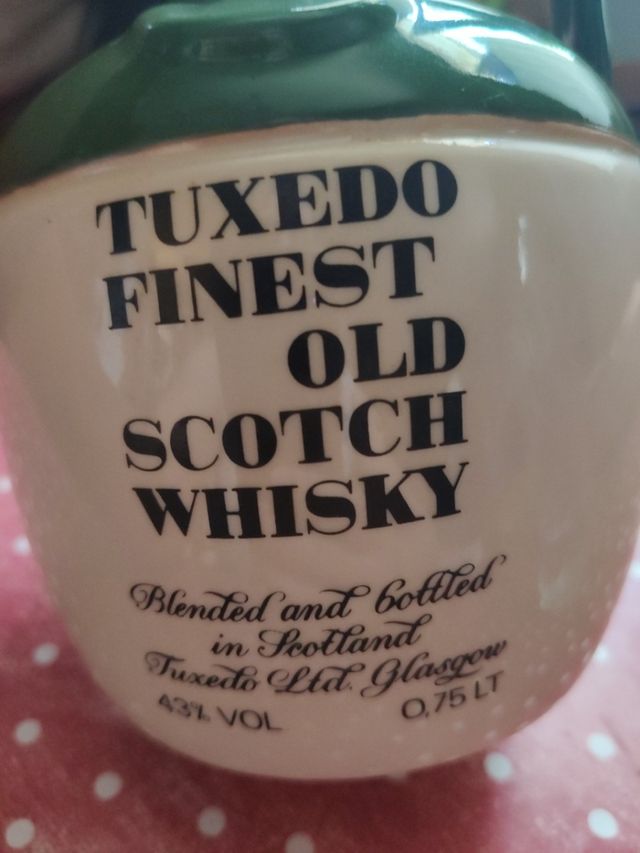 TUXEDO
FINEST
OLD
SCOTCH
WHISKY
Blended and bottled
in Scotland
Tuxedo Ltd. Glasgow
43% VOL 0,75 LT